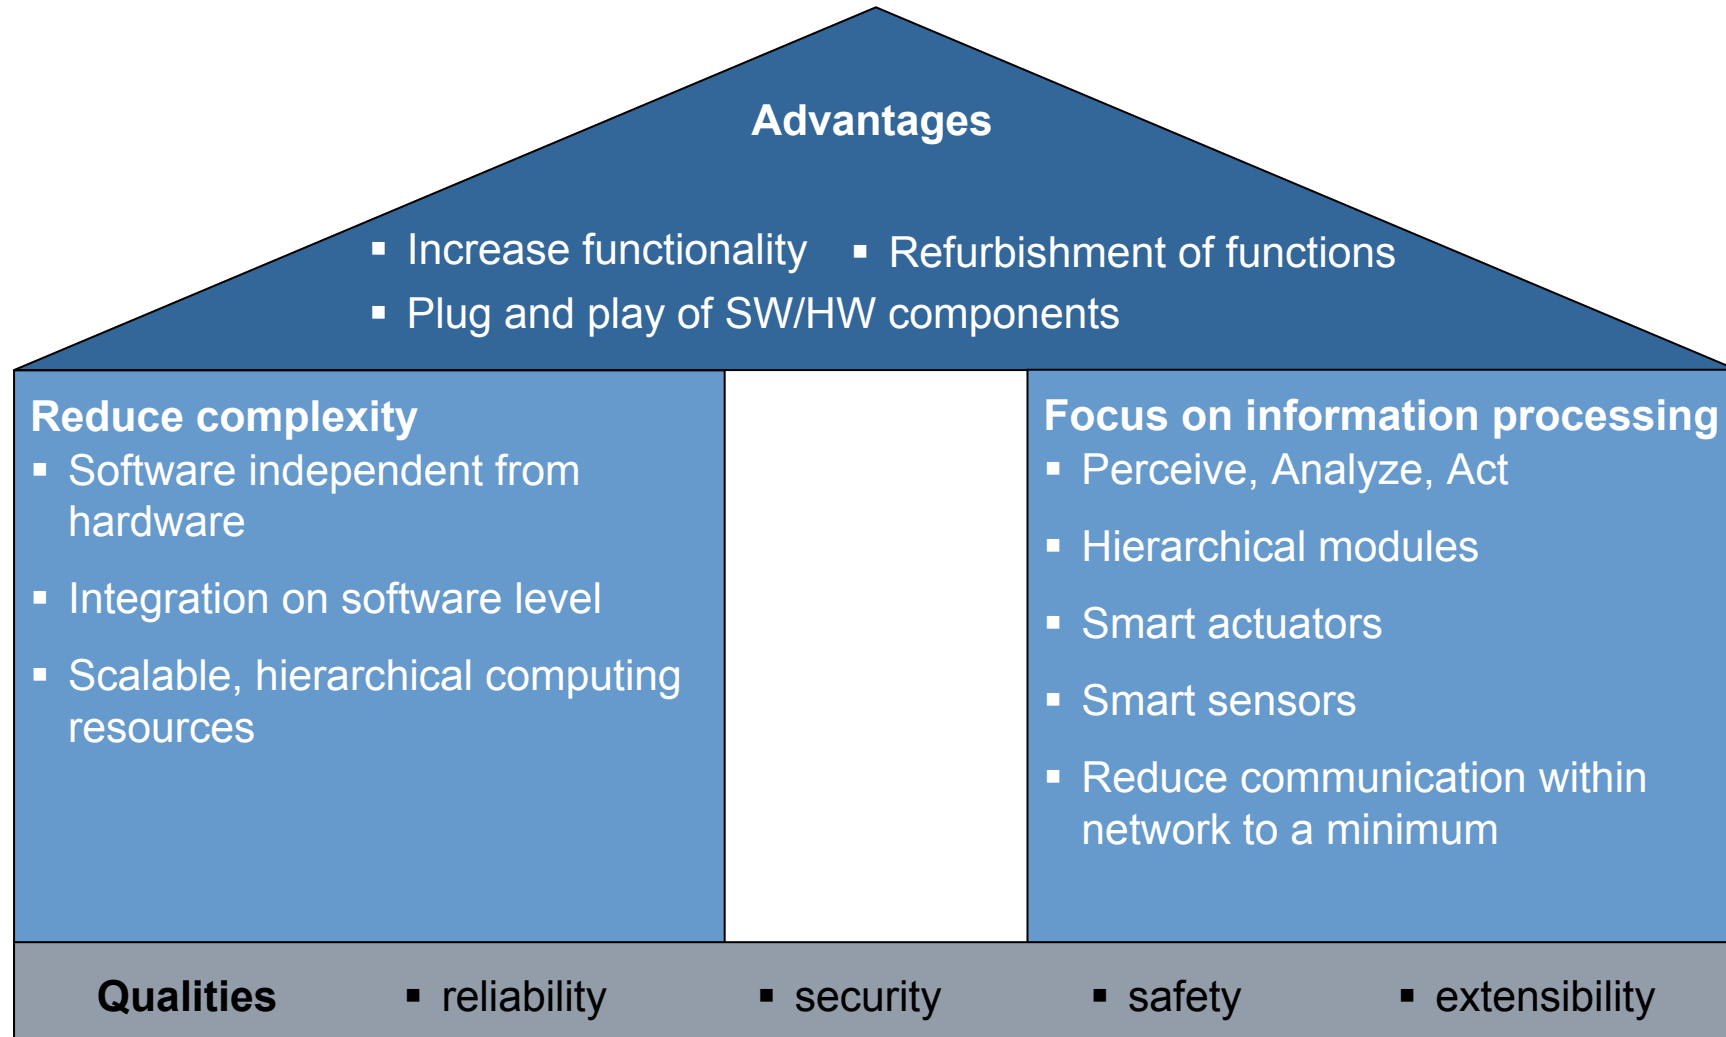 Advantages
▪ Increase functionality ▪ Refurbishment of functions
▪ Plug and play of SW/HW components
Reduce complexity
▪ Software independent from
hardware
▪ Integration on software level
▪ Scalable, hierarchical computing
resources
Focus on information processing
▪ Perceive, Analyze, Act
▪ Hierarchical modules
▪ Smart actuators
▪ Smart sensors
▪ Reduce communication within
network to a minimum
Qualities ▪ reliability ▪ security ▪ safety ▪ extensibility